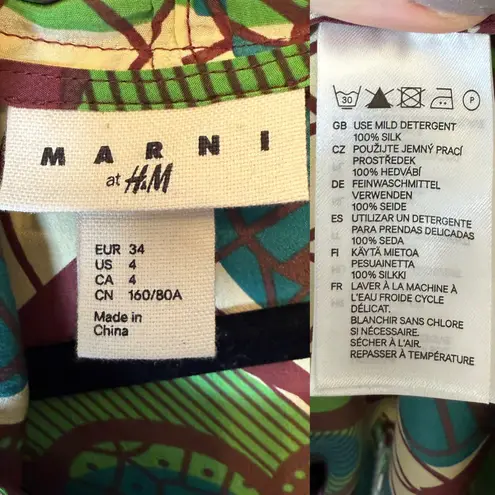 MARNI
at H&M
EUR 34
US 4
CA 4
CN 160/80A
Made in
China
30
P
GB USE MILD DETERGENT
100% SILK
CZ POUŽIJTE JEMNÝ PRACÍ
PROSTŘEDEK
100% HEDVÁBÍ
DE FEINWASCHMITTEL
VERWENDEN
100% SEIDE
ES UTILIZAR UN DETERGENTE
PARA PRENDAS DELICADAS
100% SEDA
FI KÄYTÄ MIETOA
PESUAINETTA
100% SILKKI
FR LAVER À LA MACHINE À
L'EAU FROIDE CYCLE
DÉLICAT.
BLANCHIR SANS CHLORE
SI NÉCESSAIRE.
SÉCHER À L'AIR.
REPASSER À TEMPÉRATURE